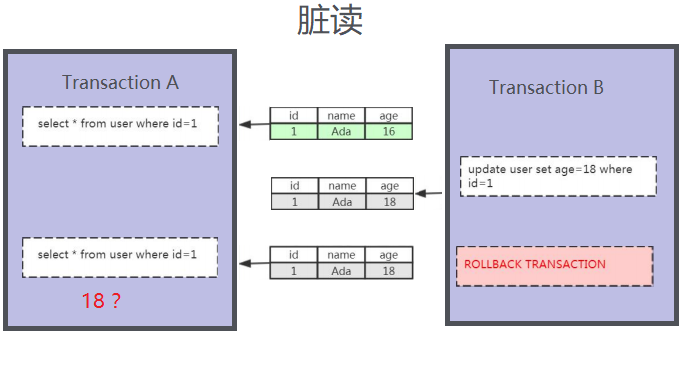 脏读
Transaction A
select * from user where id=1
id name age
1 Ada 16
Transaction B
update user set age=18 where
id=1
id name age
1 Ada 18
select * from user where id=1
id name age
1 Ada 18
ROLLBACK TRANSACTION
18？